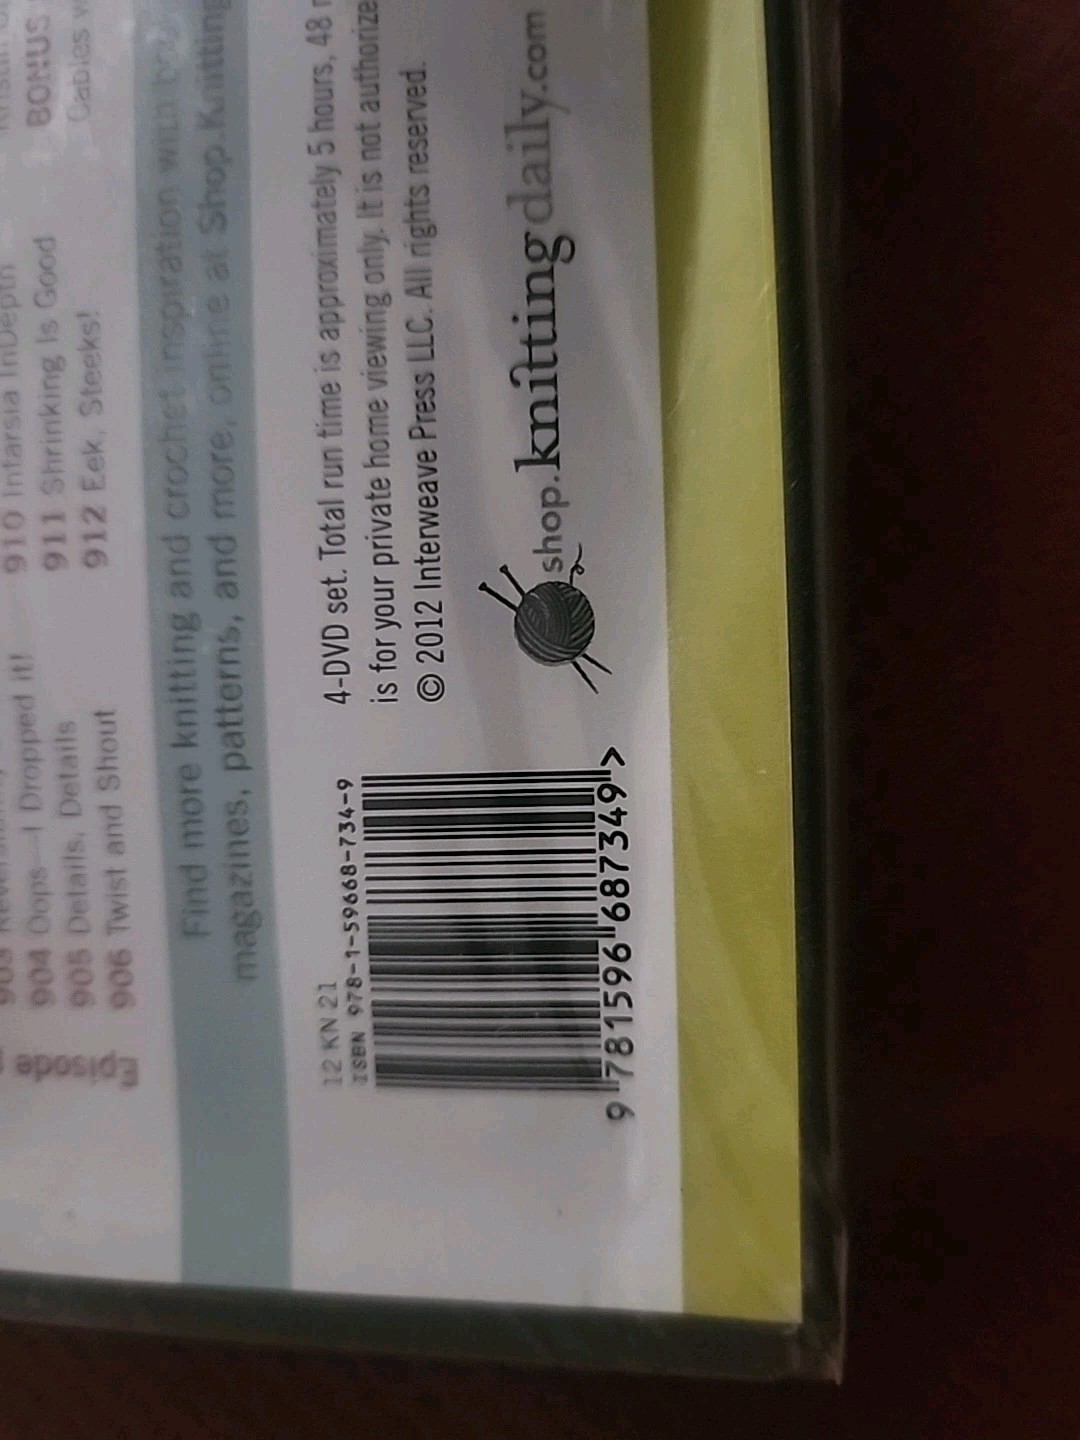 Episode
904 Oops—I Dropped it!
905 Details, Details
906 Twist and Shout
910 Intarsia InDepth
911 Shrinking Is Good
912 Eek, Steeks!
BONUS
Cables
Find more knitting and crochet inspiration with
magazines, patterns, and more, online at Shop.Knitting
12 KN 21
ISBN 978-1-59668-734-9
9 781596 687349 >
4-DVD set. Total run time is approximately 5 hours, 48
is for your private home viewing only. It is not authorize
© 2012 Interweave Press LLC. All rights reserved.
shop.knittingdaily.com